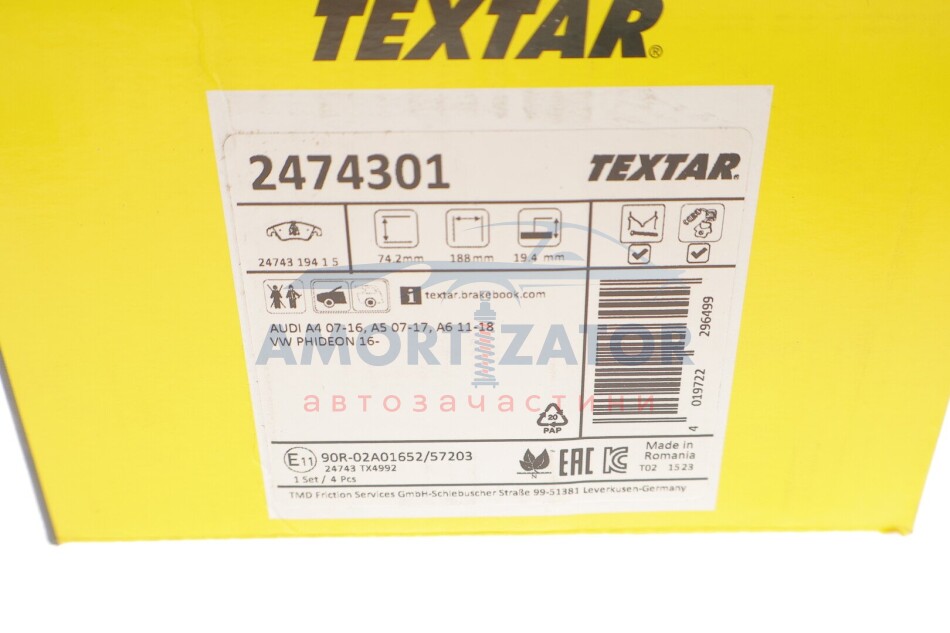 TEXTAR®
2474301
TEXTAR®
24743 194 1 5
74.2mm
188mm
19.4 mm
i textar.brakebook.com
AUDI A4 07-16, A5 07-17, A6 11-18
VW PHIDEON 16-
AMORTIZATOR
автозачастини
4 019722 296499
20
PAP
E11 90R-02A01652/57203
24743 TX4992
1 Set / 4 Pcs
N
EAC
Made in
Romania
T02 1523
TMD Friction Services GmbH-Schlebuscher Straße 99-51381 Leverkusen-Germany